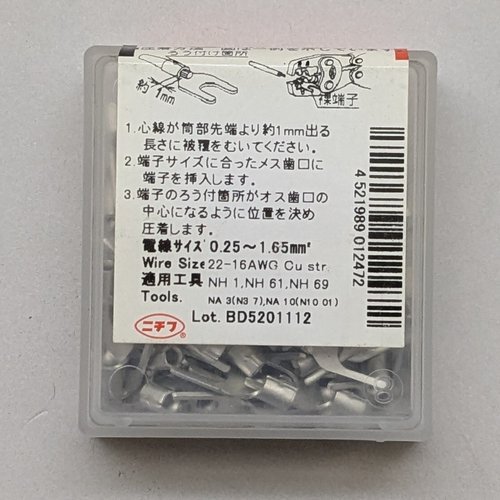 ろう付け箇所
約1mm
裸端子
1. 心線が筒部先端より約1mm出る
長さに被覆をむいてください。
2. 端子サイズに合ったメス歯口に
端子を挿入します。
3. 端子のろう付箇所がオス歯口の
中心になるように位置を決め
圧着します。
電線サイズ 0.25～1.65mm²
Wire Size 22-16AWG Cu str.
適用工具 NH 1, NH 61, NH 69
Tools. NA 3(N3 7), NA 10(N10 01)
ニチフ ®
Lot. BD5201112
4 521989 012472